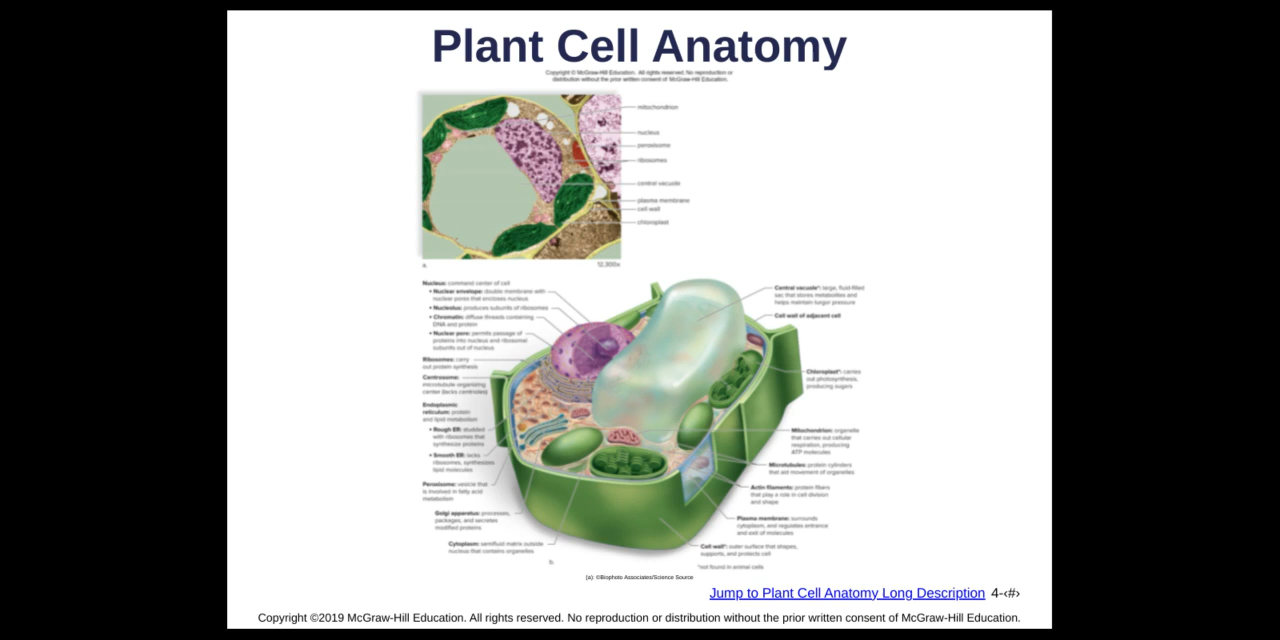 Plant Cell Anatomy
Copyright © McGraw-Hill Education. All rights reserved. No reproduction or
distribution without the prior written consent of McGraw-Hill Education.
mitochondrion
nucleus
peroxisome
ribosomes
central vacuole
plasma membrane
cell wall
chloroplast
a.
12,300x
Nucleus: command center of cell
• Nuclear envelope: double membrane with
nuclear pores that encloses nucleus
• Nucleolus: produces subunits of ribosomes
• Chromatin: diffuse threads containing
DNA and protein
• Nuclear pore: permits passage of
proteins into nucleus and ribosomal
subunits out of nucleus
Ribosomes: carry
out protein synthesis
Centrosome:
microtubule organizing
center (lacks centrioles)
Endoplasmic
reticulum: protein
and lipid metabolism
• Rough ER: studded
with ribosomes that
synthesize proteins
• Smooth ER: lacks
ribosomes, synthesizes
lipid molecules
Peroxisome: vesicle that
is involved in fatty acid
metabolism
Golgi apparatus: processes,
packages, and secretes
modified proteins
Cytoplasm: semifluid matrix outside
nucleus that contains organelles
b.
Central vacuole*: large, fluid-filled
sac that stores metabolites and
helps maintain turgor pressure
Cell wall of adjacent cell
Chloroplast*: carries
out photosynthesis,
producing sugars
Mitochondrion: organelle
that carries out cellular
respiration, producing
ATP molecules
Microtubules: protein cylinders
that aid movement of organelles
Actin filaments: protein fibers
that play a role in cell division
and shape
Plasma membrane: surrounds
cytoplasm, and regulates entrance
and exit of molecules
Cell wall*: outer surface that shapes,
supports, and protects cell
*not found in animal cells
(a): ©Biophoto Associates/Science Source
Jump to Plant Cell Anatomy Long Description 4-‹#›
Copyright ©2019 McGraw-Hill Education. All rights reserved. No reproduction or distribution without the prior written consent of McGraw-Hill Education.